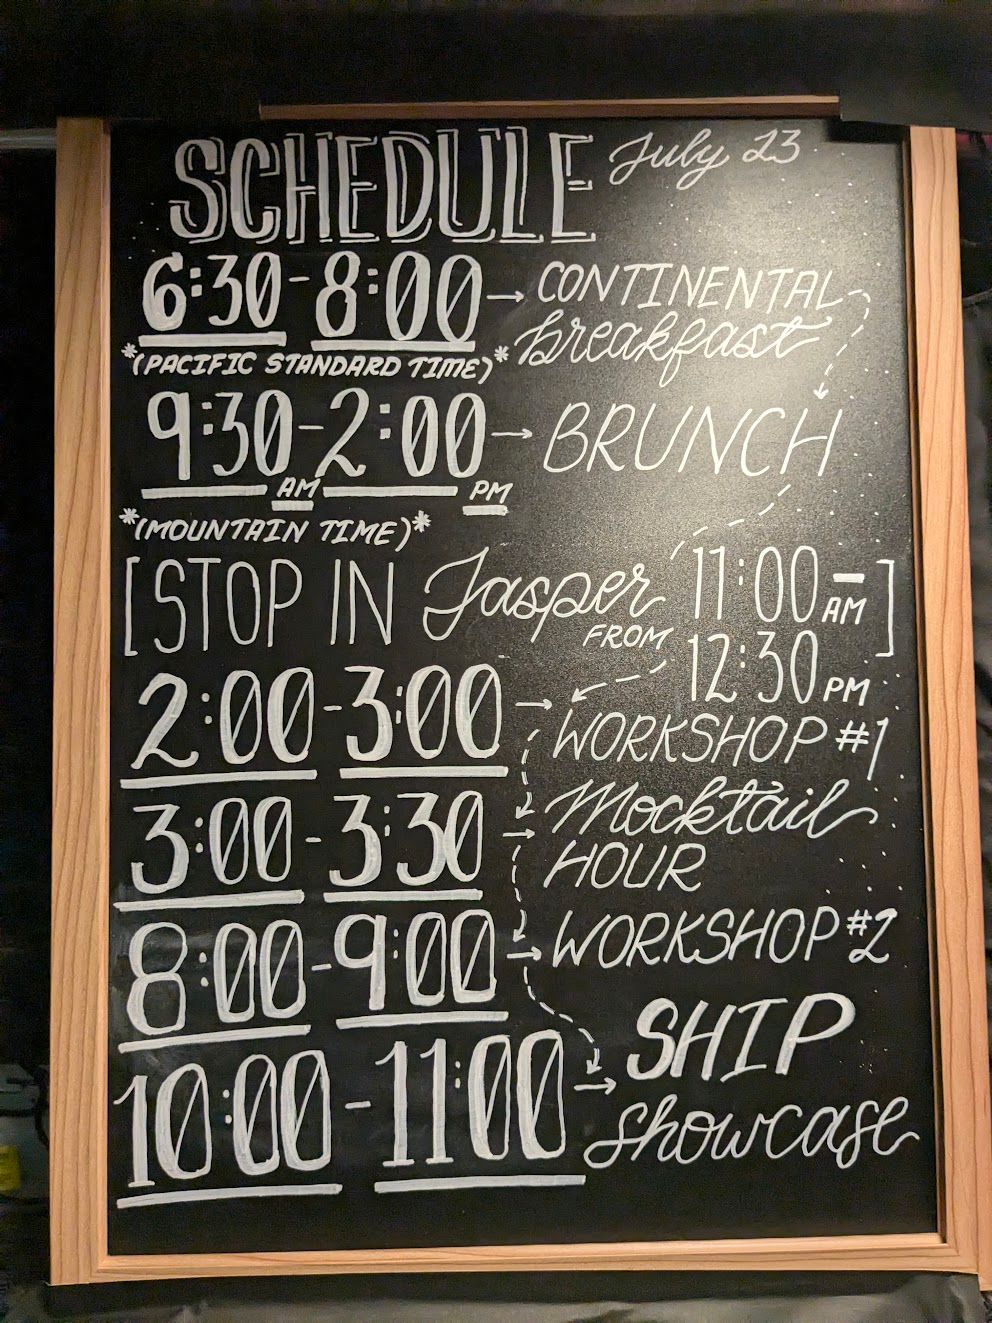 SCHEDULE July 23
6:30-8:00 → CONTINENTAL breakfast
*(PACIFIC STANDARD TIME)*
9:30 AM - 2:00 PM → BRUNCH
*(MOUNTAIN TIME)*
[STOP IN Jasper FROM 11:00 AM - 12:30 PM]
2:00-3:00 → WORKSHOP #1
3:00-3:30 → Mocktail HOUR
8:00-9:00 → WORKSHOP #2
10:00-11:00 → SHIP showcase